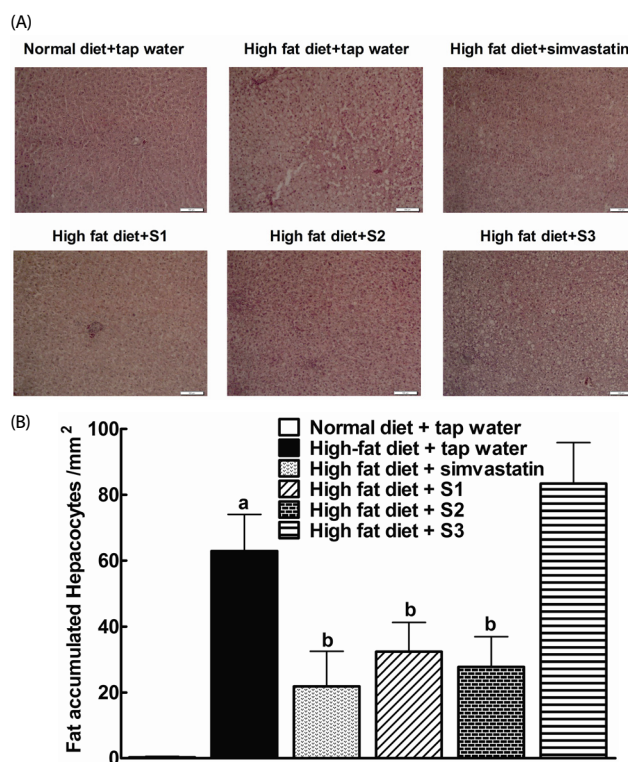 (A)
Normal diet+tap water High fat diet+tap water High fat diet+simvastatin
High fat diet+S1 High fat diet+S2 High fat diet+S3
(B)
Fat accumulated Hepacocytes /mm²
100
80
60
40
20
0
Normal diet + tap water
High-fat diet + tap water
High fat diet + simvastatin
High fat diet + S1
High fat diet + S2
High fat diet + S3
a
b
b
b